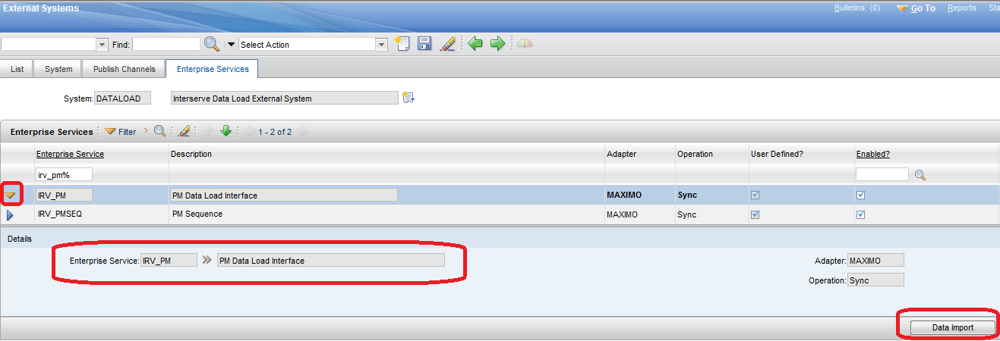 External Systems Bulletins: (0) Go To Reports Sta
Find: Select Action
List System Publish Channels Enterprise Services
System: DATALOAD Interserve Data Load External System
Enterprise Services Filter 1 - 2 of 2
Enterprise Service Description Adapter Operation User Defined? Enabled?
irv_pm%
IRV_PM PM Data Load Interface MAXIMO Sync
IRV_PMSEQ PM Sequence MAXIMO Sync
Details
Enterprise Service: IRV_PM PM Data Load Interface Adapter: MAXIMO
Operation: Sync
Data Import